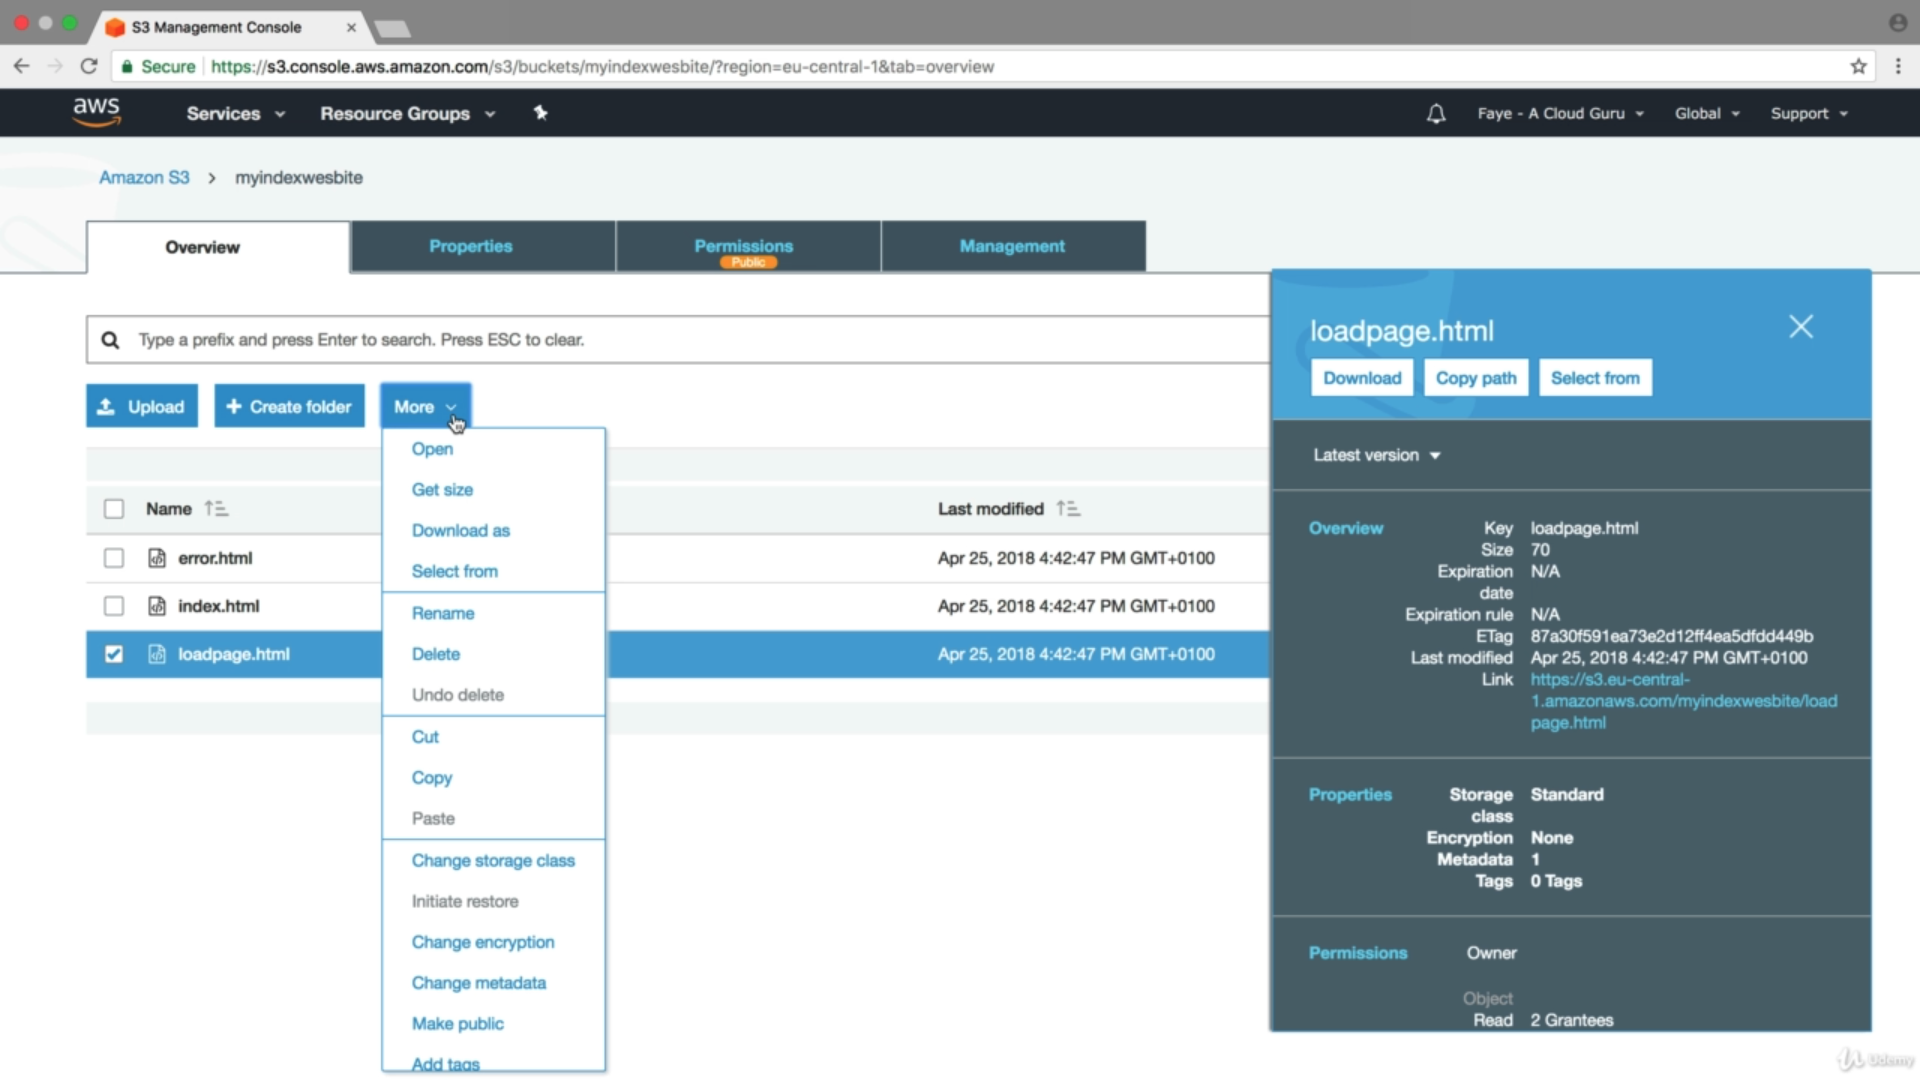 S3 Management Console
Secure https://s3.console.aws.amazon.com/s3/buckets/myindexwesbite/?region=eu-central-1&tab=overview
aws Services Resource Groups Faye - A Cloud Guru Global Support
Amazon S3 > myindexwesbite
Overview Properties Permissions Management
Public
Type a prefix and press Enter to search. Press ESC to clear.
Upload + Create folder More
Open
Get size
Download as
Select from
Rename
Delete
Undo delete
Cut
Copy
Paste
Change storage class
Initiate restore
Change encryption
Change metadata
Make public
Add tags
Name Last modified
error.html Apr 25, 2018 4:42:47 PM GMT+0100
index.html Apr 25, 2018 4:42:47 PM GMT+0100
loadpage.html Apr 25, 2018 4:42:47 PM GMT+0100
loadpage.html
Download Copy path Select from
Latest version
Overview Key loadpage.html
Size 70
Expiration N/A
date
Expiration rule N/A
ETag 87a30f591ea73e2d12ff4ea5dfdd449b
Last modified Apr 25, 2018 4:42:47 PM GMT+0100
Link https://s3.eu-central-
1.amazonaws.com/myindexwesbite/load
page.html
Properties Storage Standard
class
Encryption None
Metadata 1
Tags 0 Tags
Permissions Owner
Object
Read 2 Grantees
Udemy